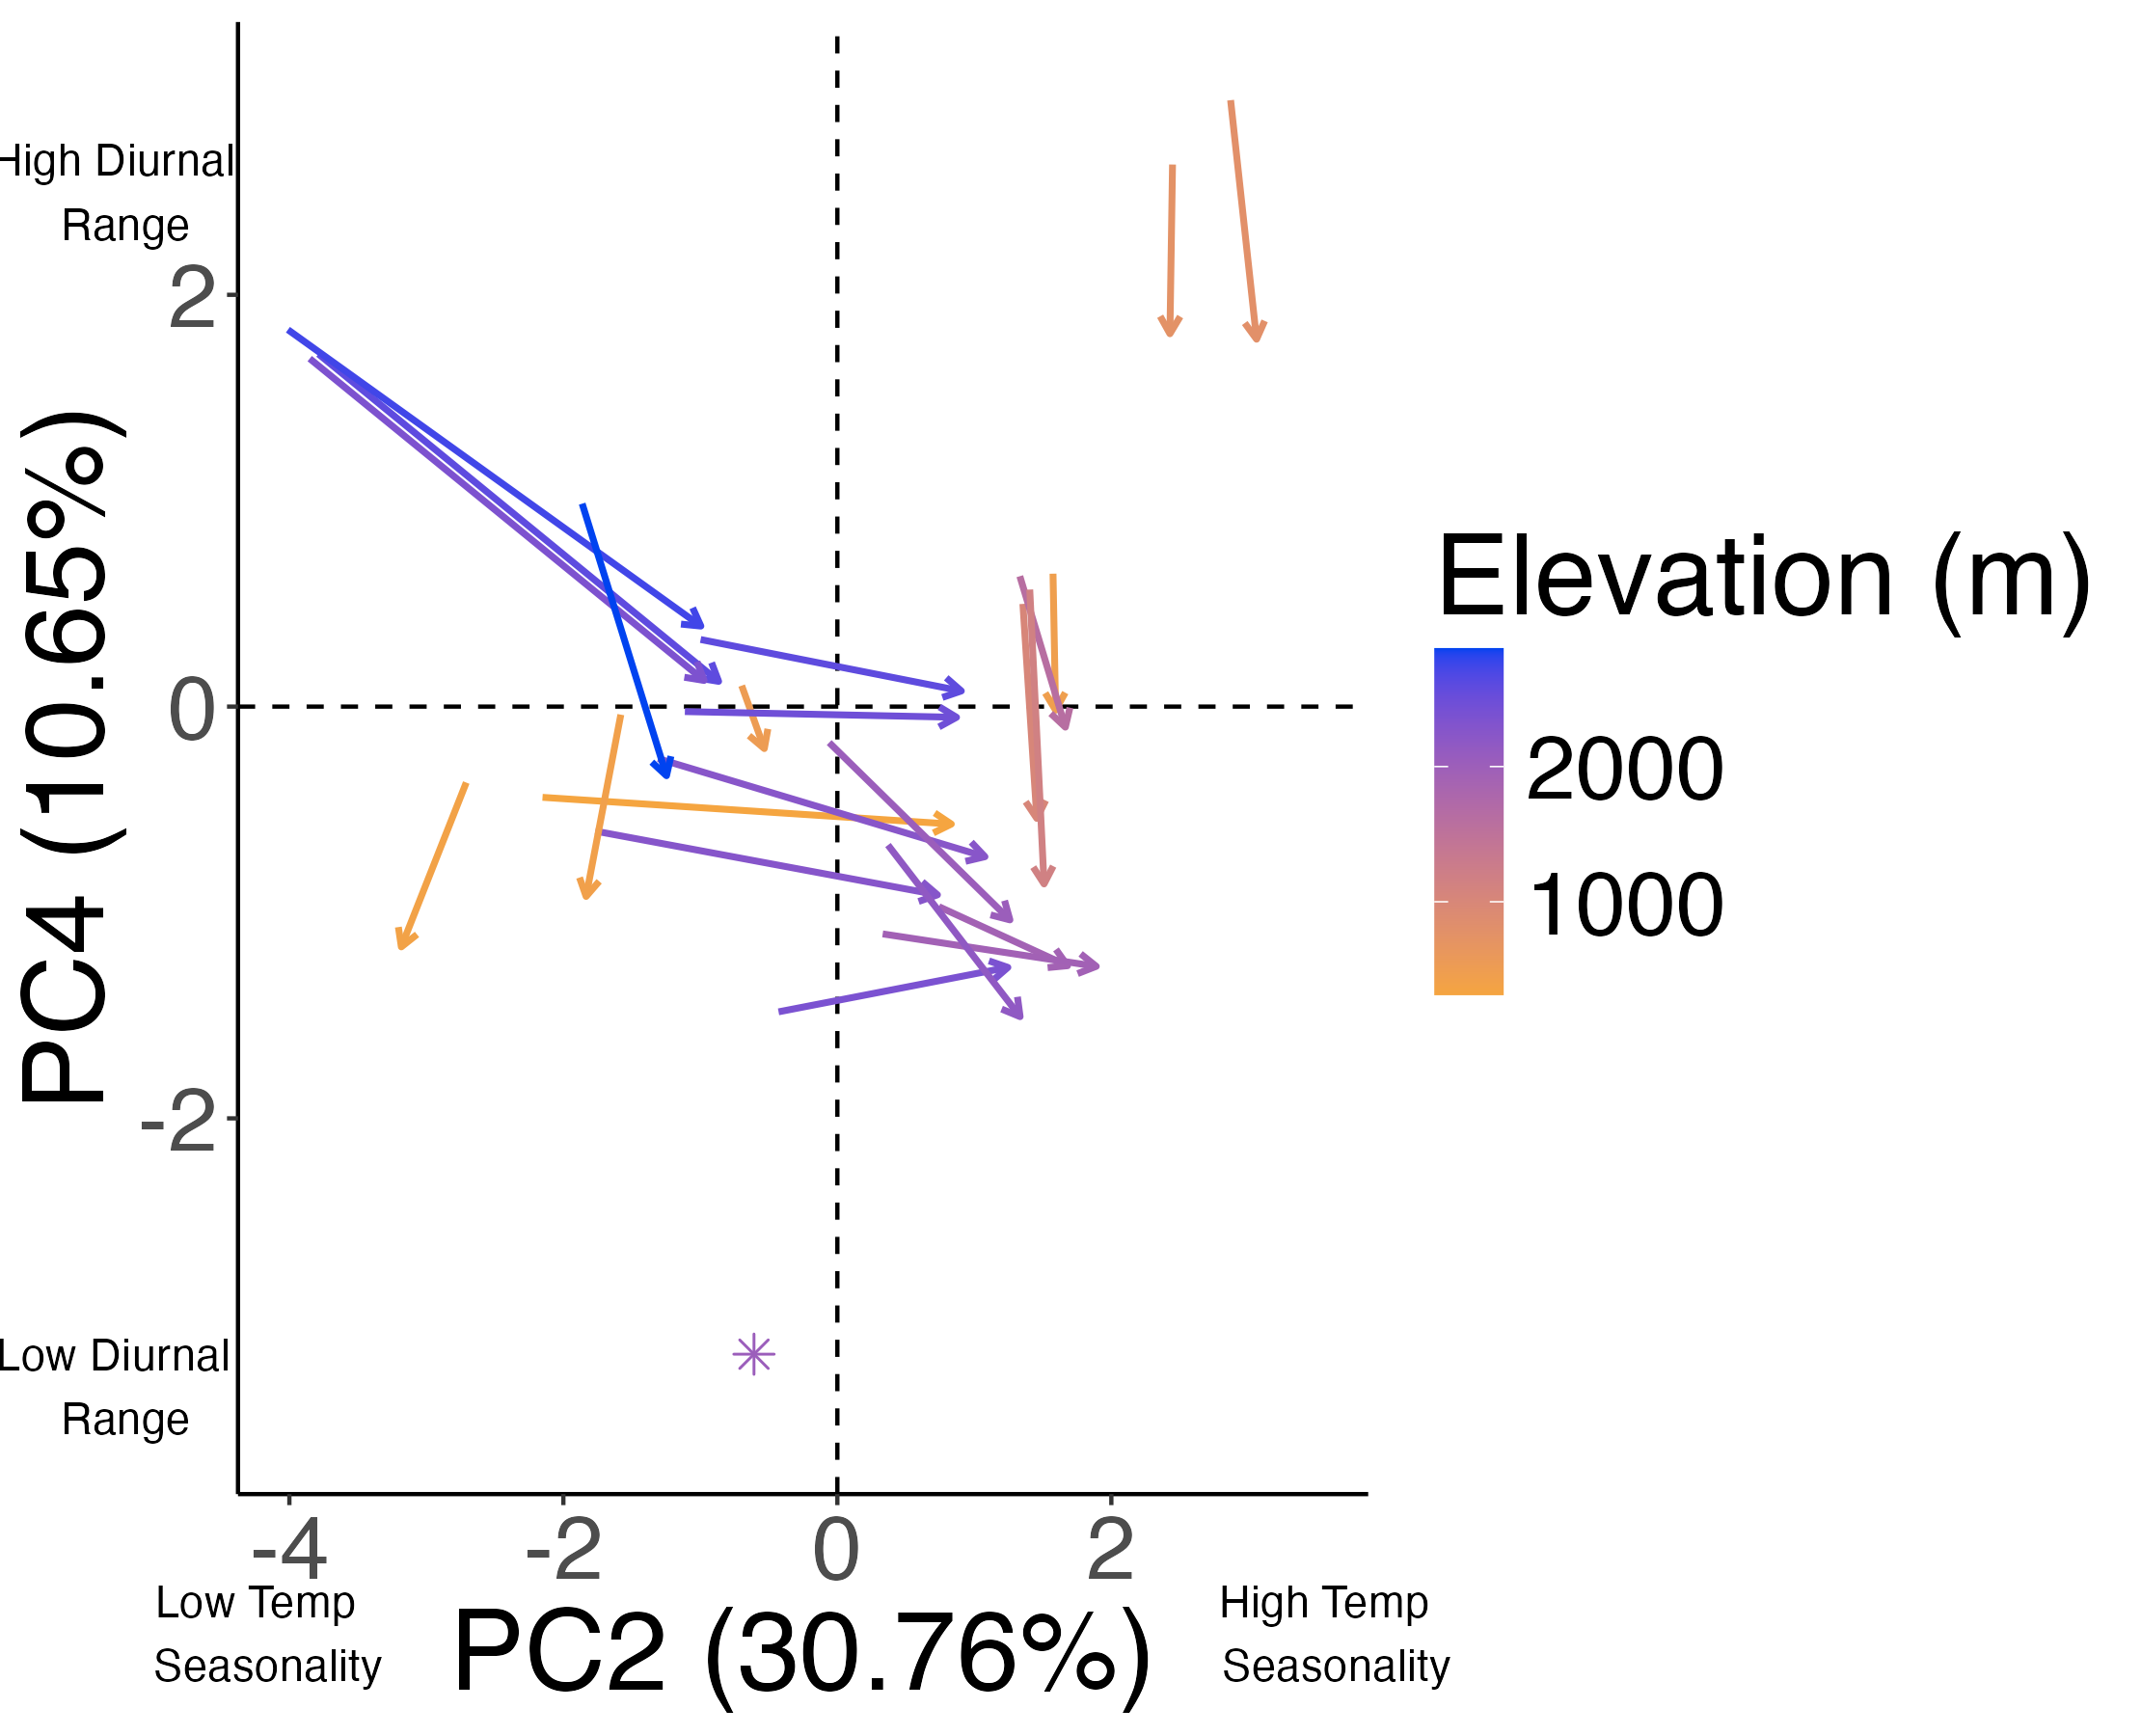 High Diurnal
Range
2
0
-2
PC4 (10.65%)
Low Diurnal
Range
-4
-2
0
2
Low Temp
Seasonality
PC2 (30.76%)
High Temp
Seasonality
Elevation (m)
2000
1000